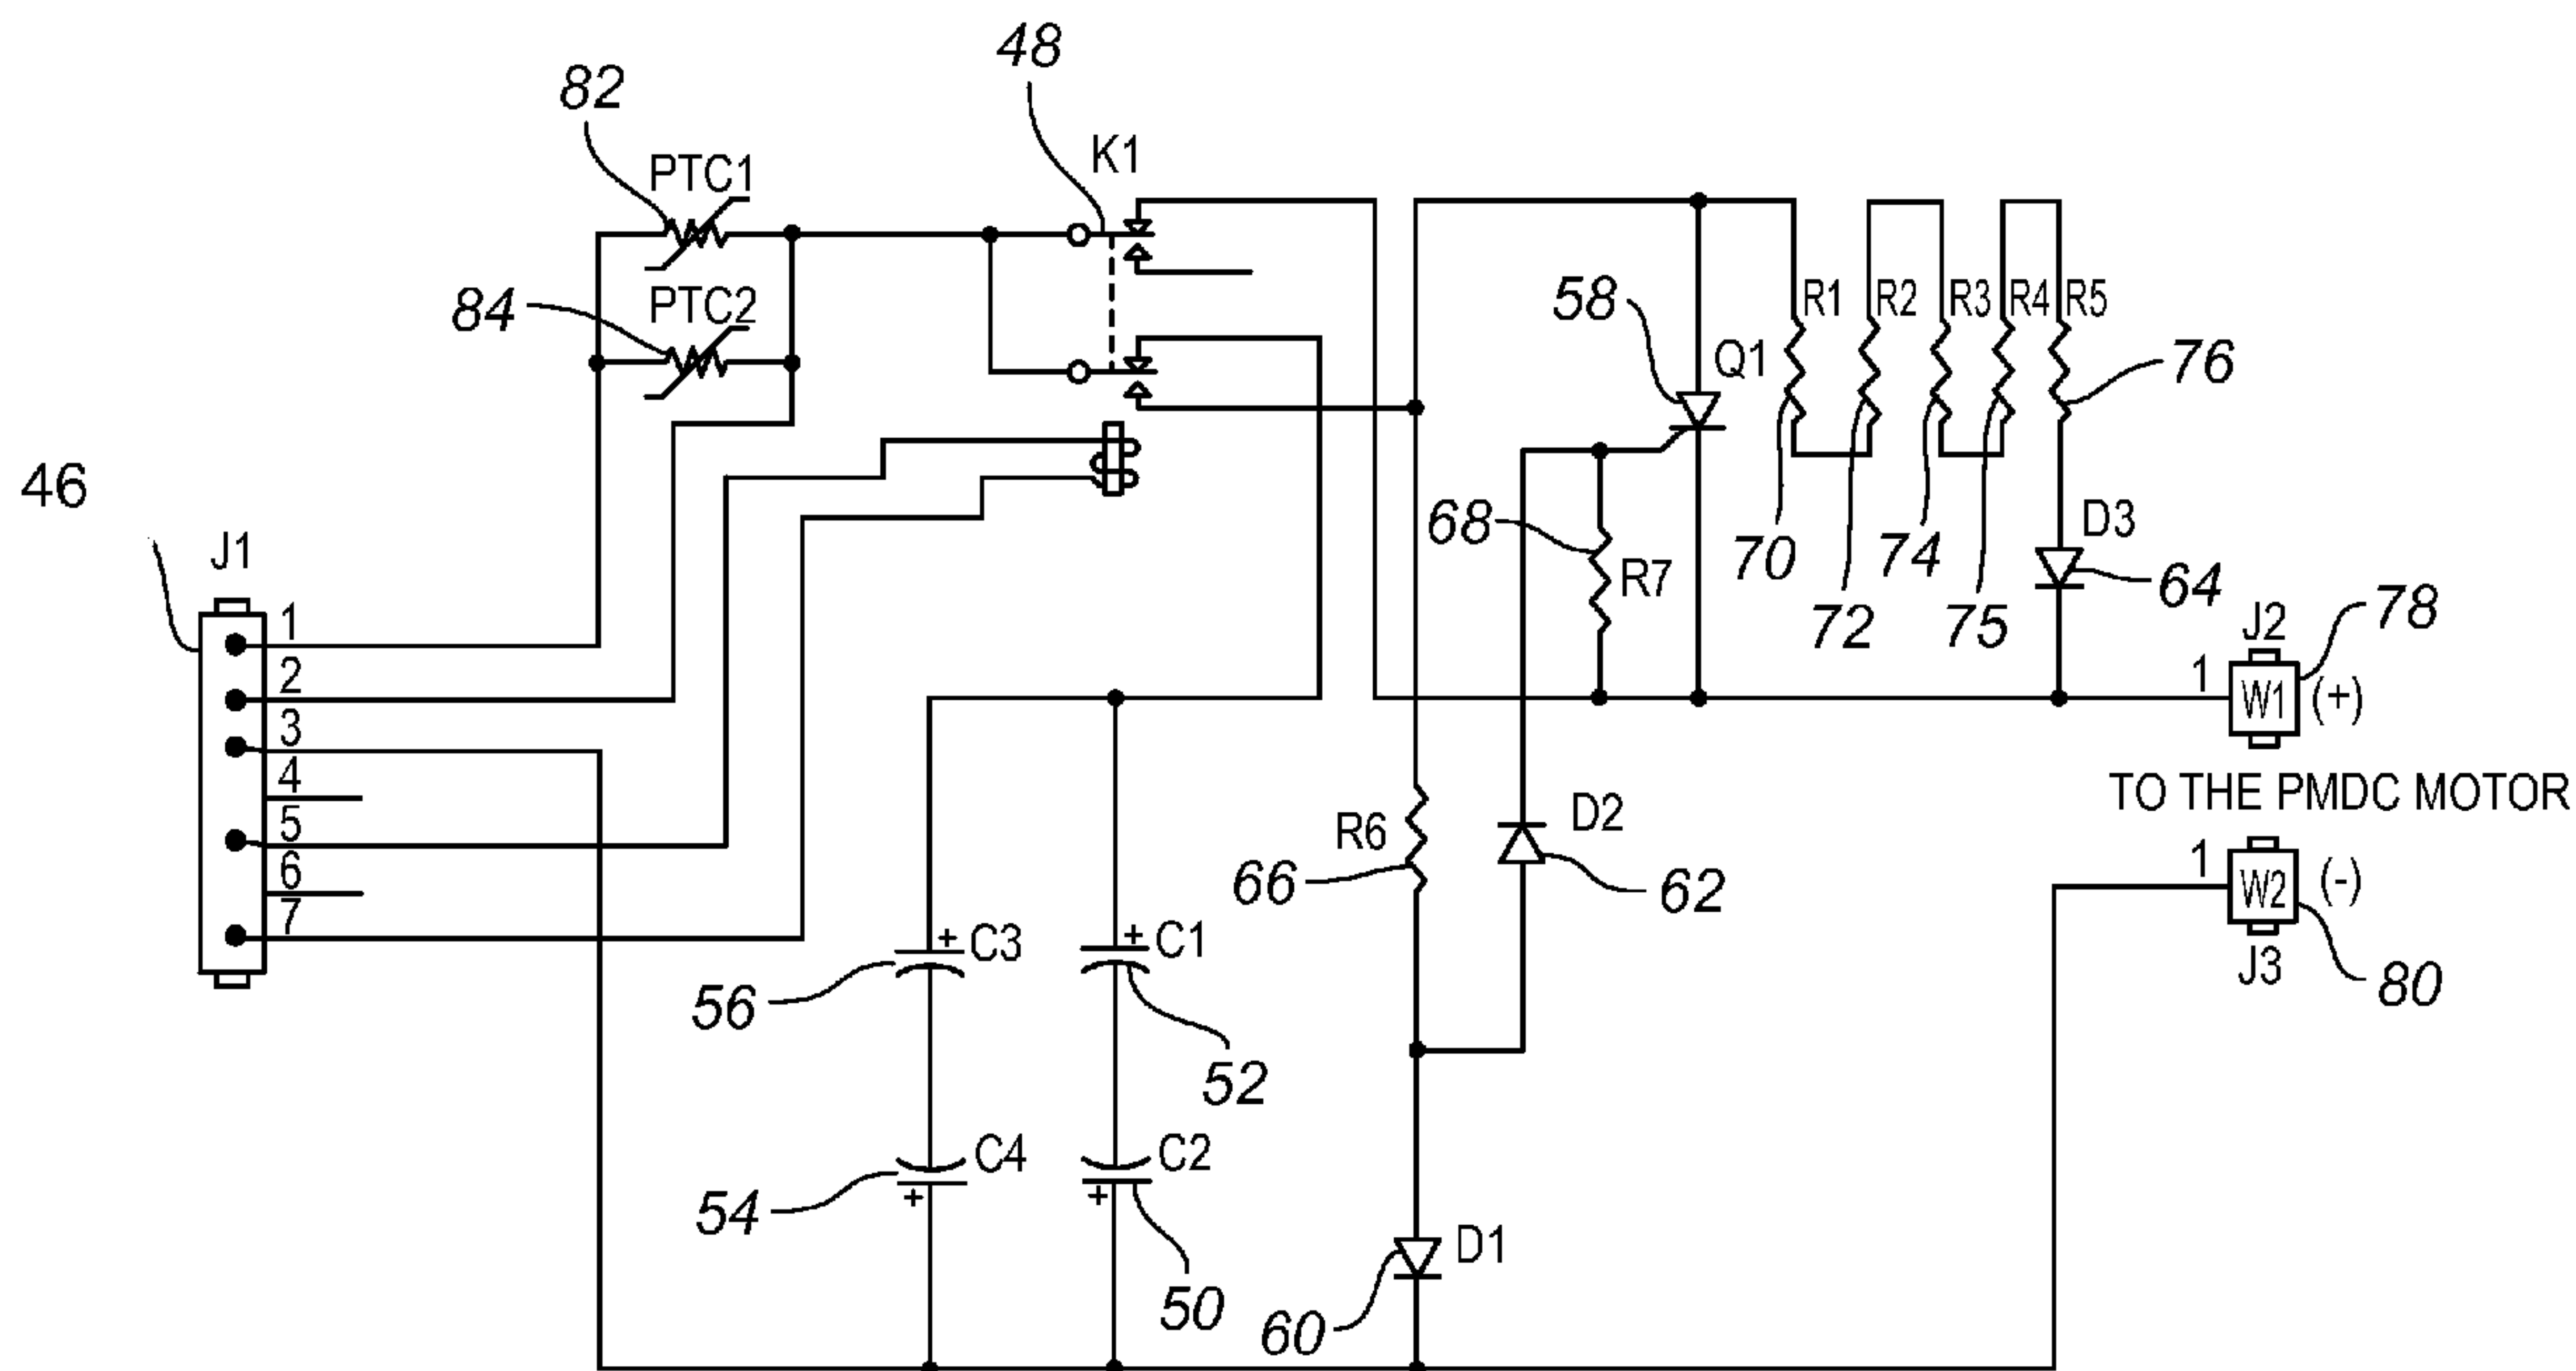 48
82
K1
PTC1
84
PTC2
58
Q1
R1
R2
R3
R4
R5
76
46
68
R7
70
72
74
75
D3
64
J1
1
2
3
4
5
6
7
J2
78
1
W1
(+)
TO THE PMDC MOTOR
R6
66
D2
62
1
W2
(-)
J3
80
+
C3
56
+
C1
52
C4
54
+
C2
50
+
D1
60